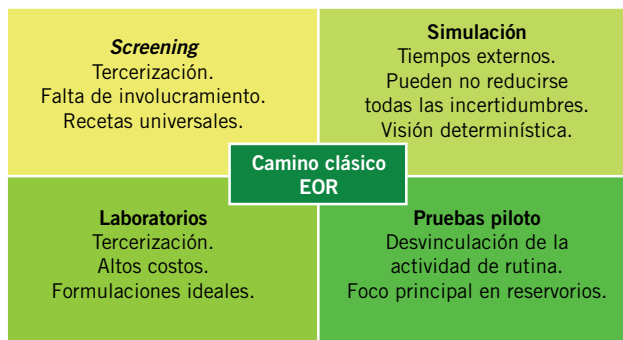 Screening
Tercerización.
Falta de involucramiento.
Recetas universales.
Simulación
Tiempos externos.
Pueden no reducirse
todas las incertidumbres.
Visión determinística.
Camino clásico
EOR
Laboratorios
Tercerización.
Altos costos.
Formulaciones ideales.
Pruebas piloto
Desvinculación de la
actividad de rutina.
Foco principal en reservorios.